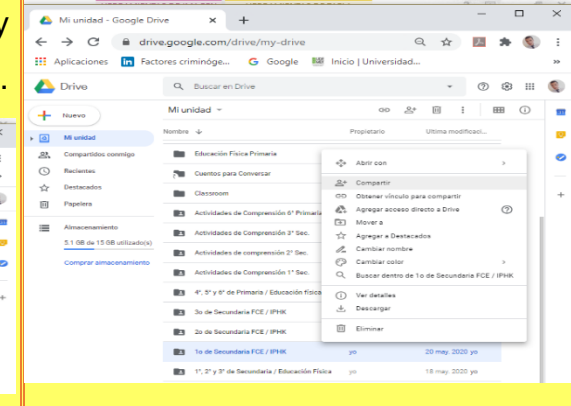 y
.
Mi unidad - Google Drive
drive.google.com/drive/my-drive
Aplicaciones
Factores criminóge...
Google
Inicio | Universidad...
Drive
Buscar en Drive
Nuevo
Mi unidad
Compartidos conmigo
Recientes
Destacados
Papelera
Almacenamiento
5.1 GB de 15 GB utilizado(s)
Comprar almacenamiento
Mi unidad
Nombre
Propietario
Última modificaci...
Educación Física Primaria
Cuentos para Conversar
Classroom
Actividades de Comprensión 6° Primaria
Actividades de Comprensión 3° Sec.
Actividades de comprensión 2° Sec.
Actividades de Comprensión 1° Sec.
4°, 5° y 6° de Primaria / Educación física
3o de Secundaria FCE / IPHK
2o de Secundaria FCE / IPHK
1o de Secundaria FCE / IPHK yo 20 may. 2020 yo
1°, 2° y 3° de Secundaria / Educación Física yo 18 may. 2020 yo
Abrir con
Compartir
Obtener vínculo para compartir
Agregar acceso directo a Drive
Mover a
Agregar a Destacados
Cambiar nombre
Cambiar color
Buscar dentro de 1o de Secundaria FCE / IPHK
Ver detalles
Descargar
Eliminar